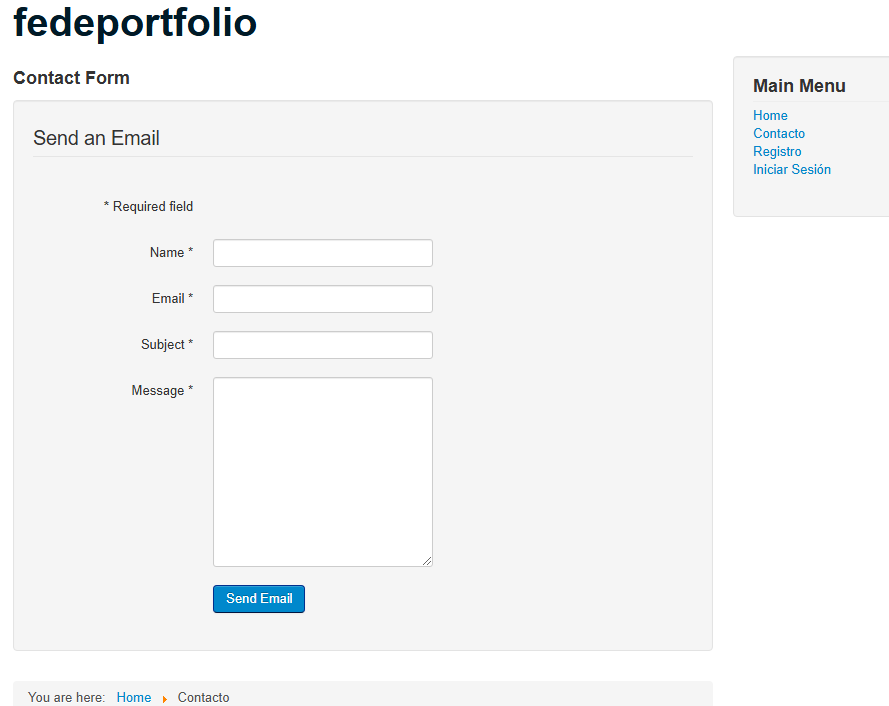 fedeportfolio
Contact Form
Send an Email
* Required field
Name *
Email *
Subject *
Message *
Send Email
Main Menu
Home
Contacto
Registro
Iniciar Sesión
You are here: Home Contacto